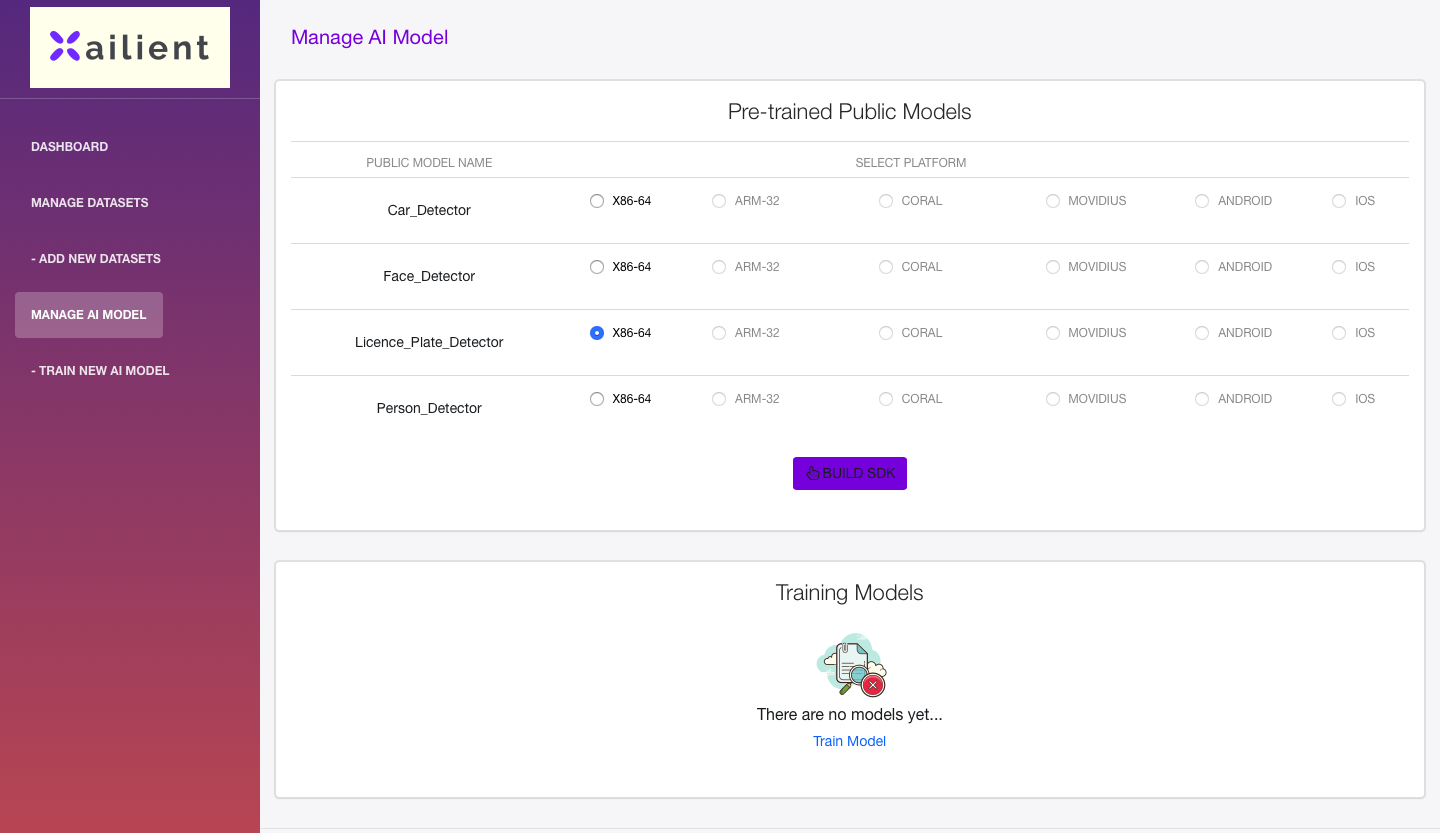 Xailient
DASHBOARD
MANAGE DATASETS
- ADD NEW DATASETS
MANAGE AI MODEL
- TRAIN NEW AI MODEL
Manage AI Model
Pre-trained Public Models
PUBLIC MODEL NAME SELECT PLATFORM
Car_Detector X86-64 ARM-32 CORAL MOVIDIUS ANDROID IOS
Face_Detector X86-64 ARM-32 CORAL MOVIDIUS ANDROID IOS
Licence_Plate_Detector X86-64 ARM-32 CORAL MOVIDIUS ANDROID IOS
Person_Detector X86-64 ARM-32 CORAL MOVIDIUS ANDROID IOS
BUILD SDK
Training Models
There are no models yet...
Train Model